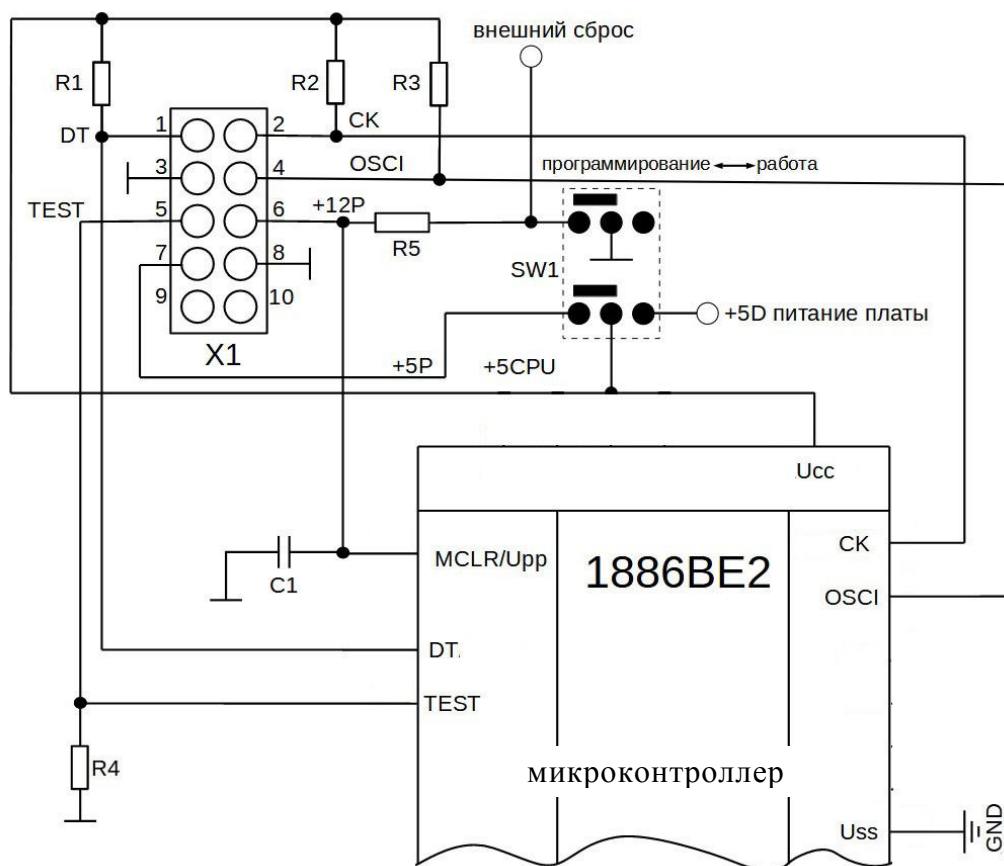 внешний сброс
R1
R2
R3
DT
1
2
CK
3
4
OSCI
программирование
работа
TEST
5
6
+12P
R5
SW1
7
8
9
10
X1
+5P
+5CPU
+5D питание платы
Ucc
MCLR/Upp
1886BE2
CK
C1
OSCI
DT
TEST
R4
микроконтроллер
Uss
GND